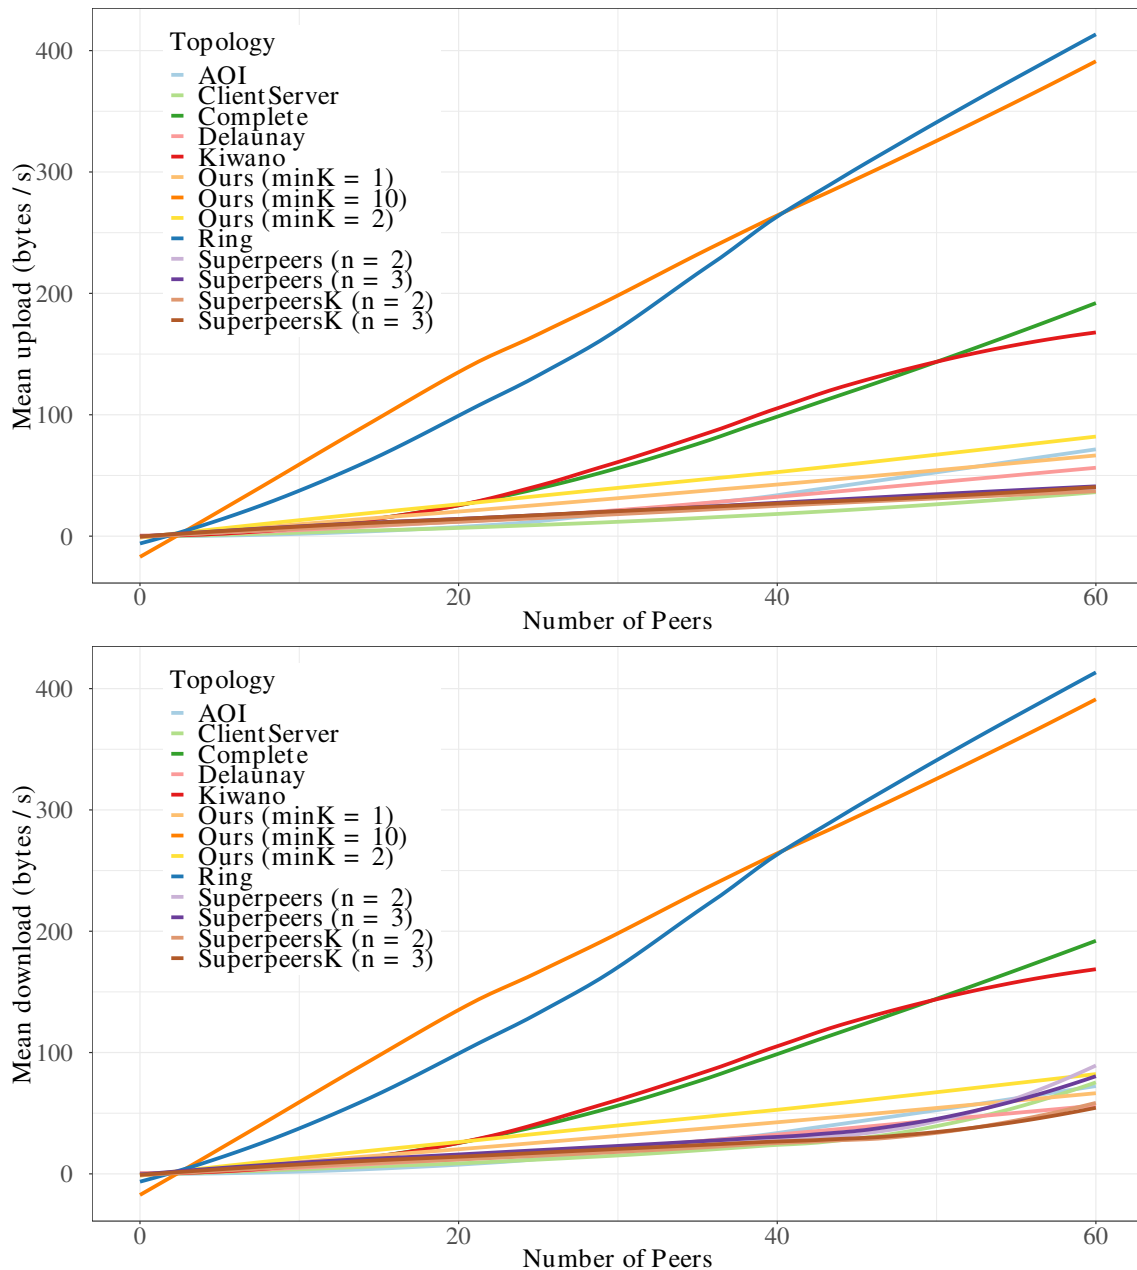 Topology
AOI
ClientServer
Complete
Delaunay
Kiwano
Ours (minK = 1)
Ours (minK = 10)
Ours (minK = 2)
Ring
Superpeers (n = 2)
Superpeers (n = 3)
SuperpeersK (n = 2)
SuperpeersK (n = 3)
Mean upload (bytes / s)
400
300
200
100
0
0 20 40 60
Number of Peers
Topology
AOI
ClientServer
Complete
Delaunay
Kiwano
Ours (minK = 1)
Ours (minK = 10)
Ours (minK = 2)
Ring
Superpeers (n = 2)
Superpeers (n = 3)
SuperpeersK (n = 2)
SuperpeersK (n = 3)
Mean download (bytes / s)
400
300
200
100
0
0 20 40 60
Number of Peers